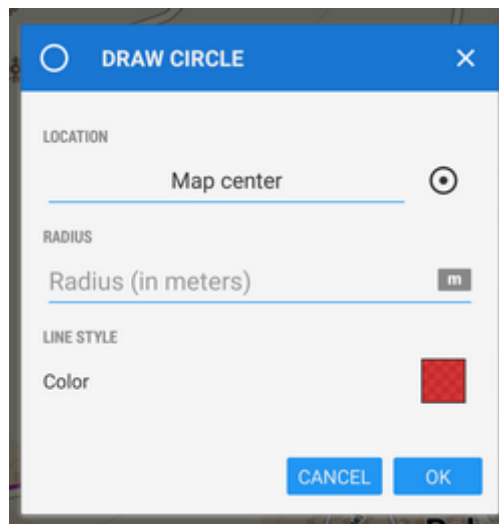 DRAW CIRCLE
LOCATION
Map center
RADIUS
Radius (in meters) m
LINE STYLE
Color
CANCEL OK